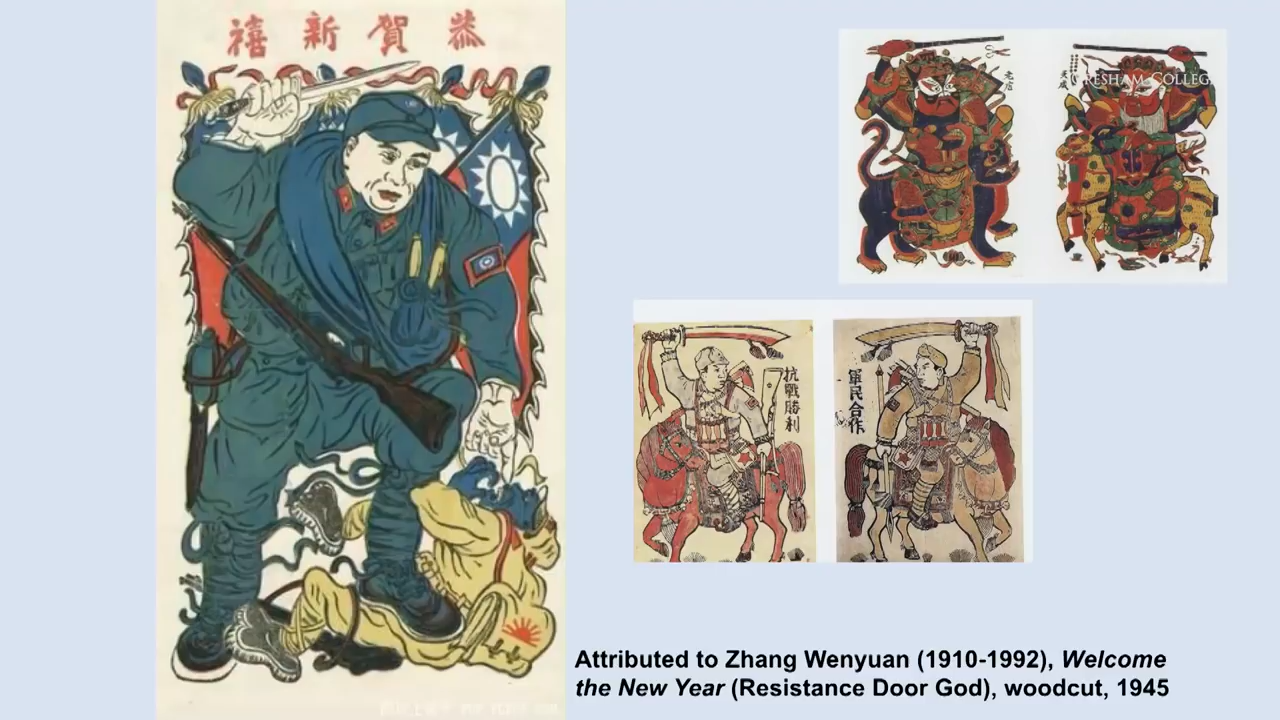 禧新賀恭
GRESHAM COLLEGE
抗戰勝利
軍民合作
Attributed to Zhang Wenyuan (1910-1992), Welcome
the New Year (Resistance Door God), woodcut, 1945